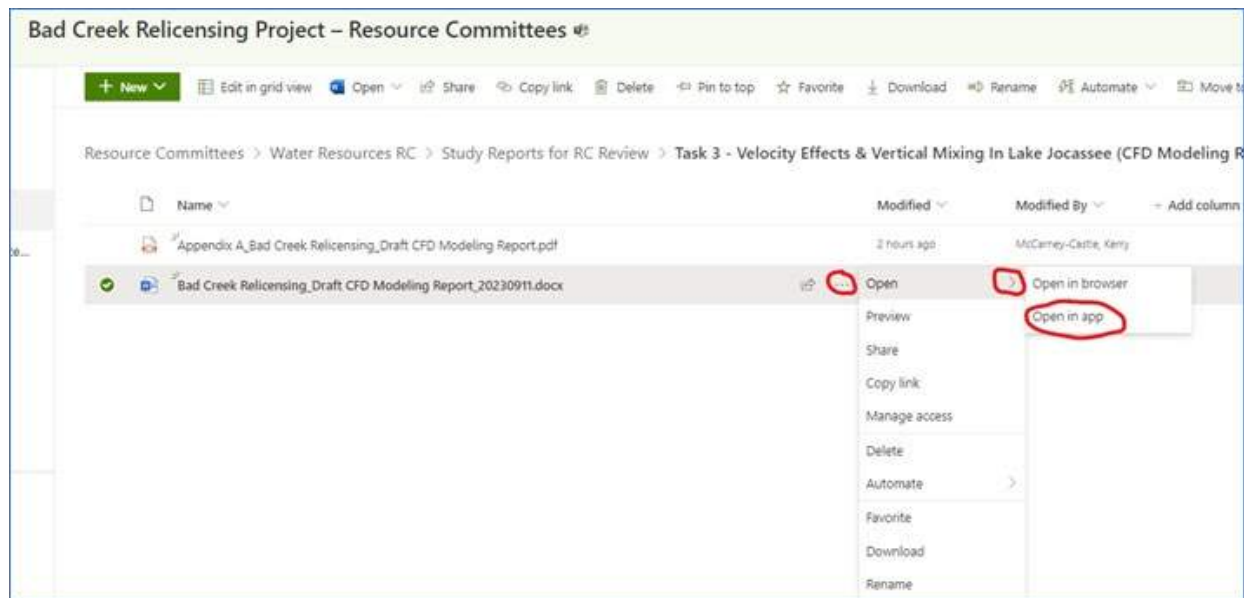 Bad Creek Relicensing Project – Resource Committees
+ New Edit in grid view Open Share Copy link Delete Pin to top Favorite Download Rename Automate Move to
Resource Committees > Water Resources RC > Study Reports for RC Review > Task 3 - Velocity Effects & Vertical Mixing In Lake Jocassee (CFD Modeling R
Name Modified Modified By + Add column
Appendix A_Bad Creek Relicensing_Draft CFD Modeling Report.pdf 2 hours ago McCarney-Castle, Kerry
Bad Creek Relicensing_Draft CFD Modeling Report_20230911.docx ... Open > Open in browser
Preview Open in app
Share
Copy link
Manage access
Delete
Automate >
Favorite
Download
Rename